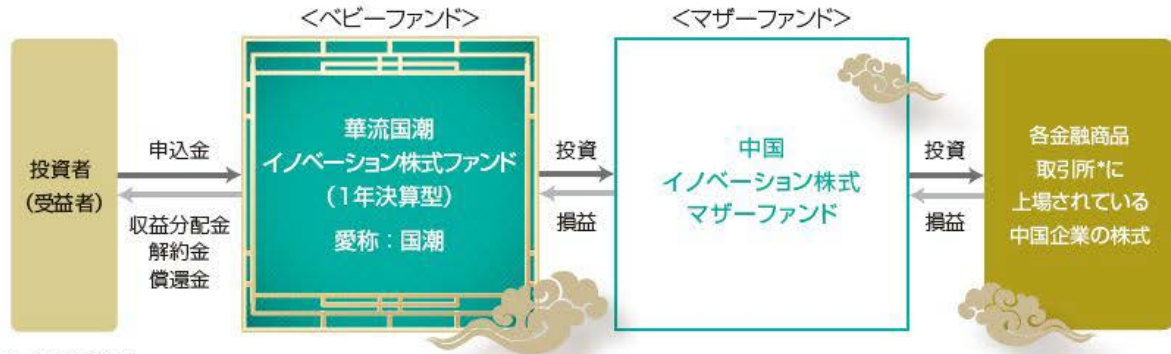 <ベビーファンド>
<マザーファンド>
投資者
(受益者)
申込金
収益分配金
解約金
償還金
華流国潮
イノベーション株式ファンド
(1年決算型)
愛称：国潮
投資
損益
中国
イノベーション株式
マザーファンド
投資
損益
各金融商品
取引所*に
上場されている
中国企業の株式